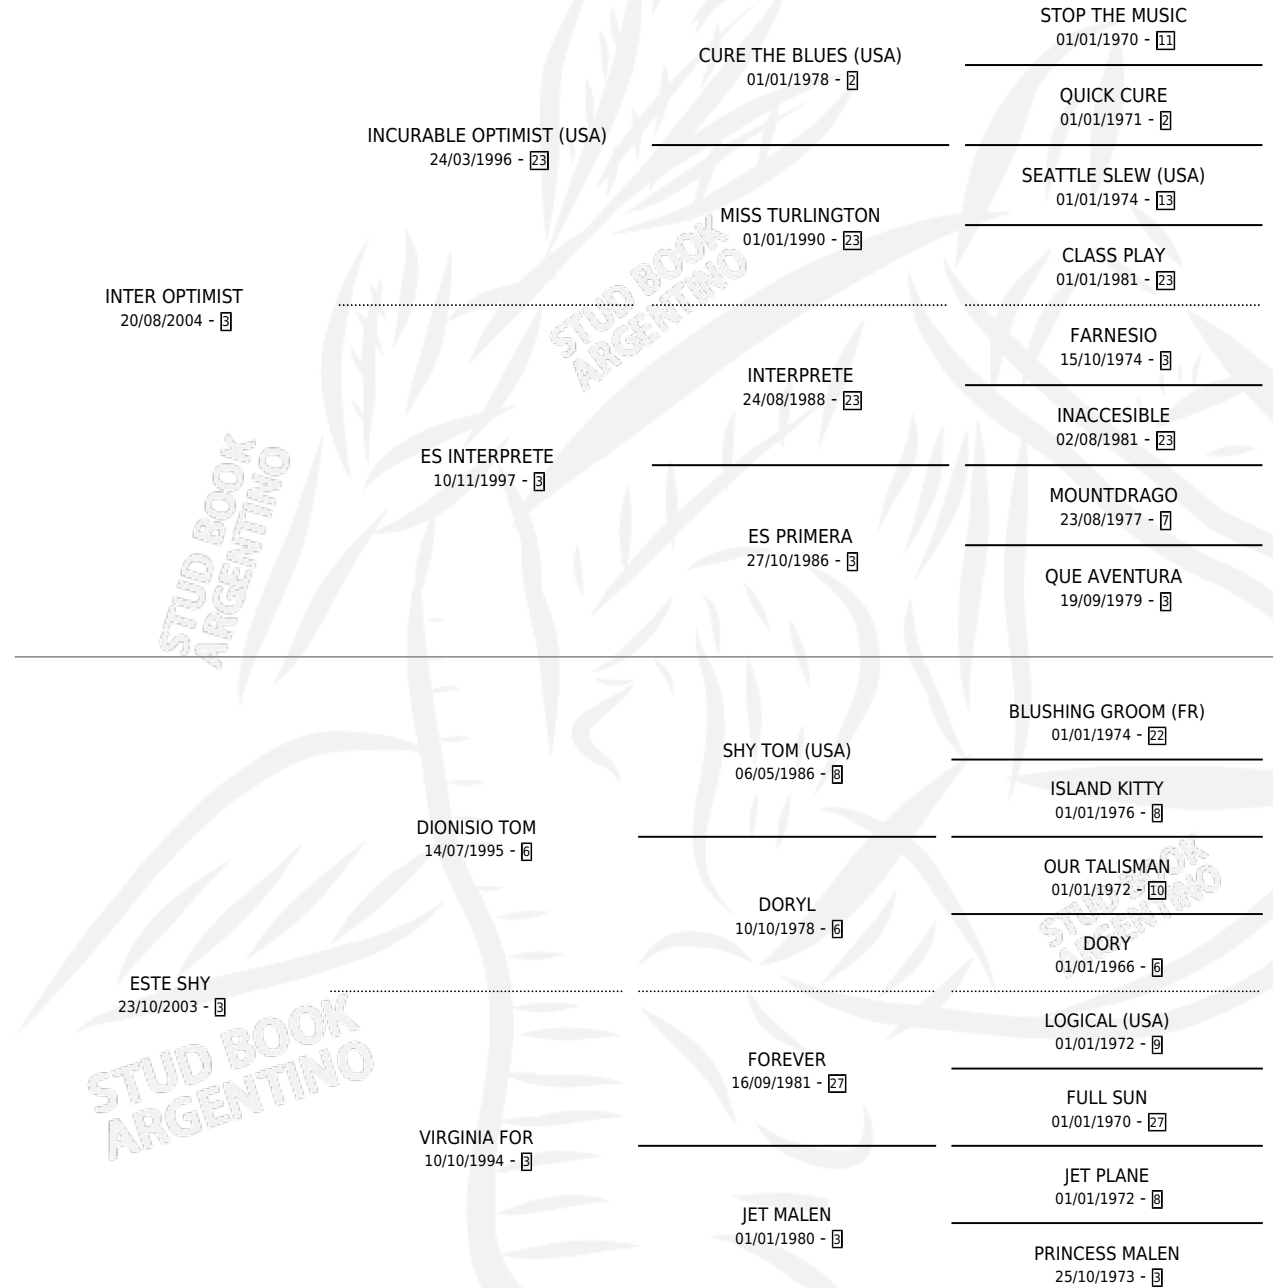 STOP THE MUSIC
01/01/1970 - 11
CURE THE BLUES (USA)
01/01/1978 - 2
QUICK CURE
01/01/1971 - 2
INCURABLE OPTIMIST (USA)
24/03/1996 - 23
SEATTLE SLEW (USA)
01/01/1974 - 13
MISS TURLINGTON
01/01/1990 - 23
CLASS PLAY
01/01/1981 - 23
INTER OPTIMIST
20/08/2004 - 3
STUD BOOK
ARGENTINO
FARNESIO
15/10/1974 - 3
INTERPRETE
24/08/1988 - 23
INACCESIBLE
02/08/1981 - 23
ES INTERPRETE
10/11/1997 - 3
MOUNTDRAGO
23/08/1977 - 7
ES PRIMERA
27/10/1986 - 3
QUE AVENTURA
19/09/1979 - 3
STUD BOOK
ARGENTINO
BLUSHING GROOM (FR)
01/01/1974 - 22
SHY TOM (USA)
06/05/1986 - 8
ISLAND KITTY
01/01/1976 - 8
DIONISIO TOM
14/07/1995 - 6
OUR TALISMAN
01/01/1972 - 10
DORYL
10/10/1978 - 6
DORY
01/01/1966 - 6
STUD BOOK
ARGENTINO
ESTE SHY
23/10/2003 - 3
LOGICAL (USA)
01/01/1972 - 9
FOREVER
16/09/1981 - 27
FULL SUN
01/01/1970 - 27
STUD BOOK
ARGENTINO
VIRGINIA FOR
10/10/1994 - 3
JET PLANE
01/01/1972 - 8
JET MALEN
01/01/1980 - 3
PRINCESS MALEN
25/10/1973 - 3